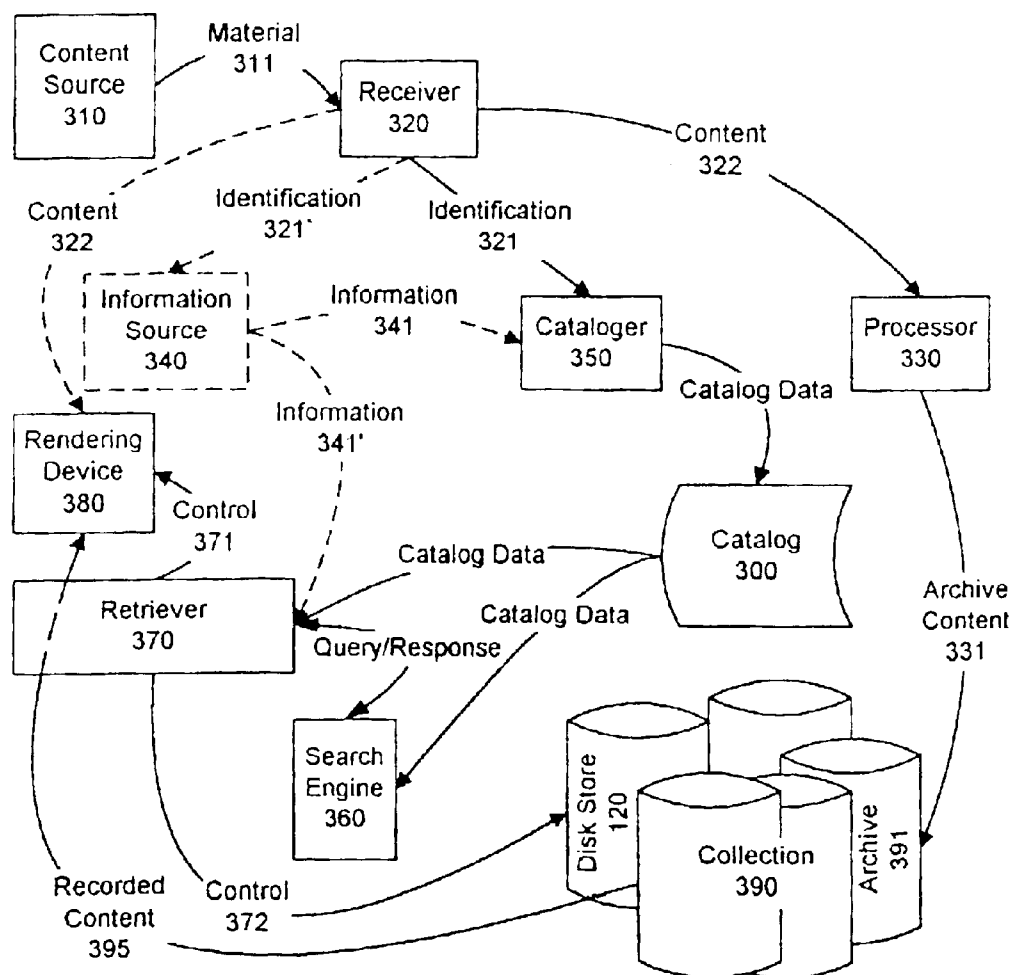 Content
Source
310
Material
311
Receiver
320
Content
322
Content
322
Identification
321'
Identification
321
Information
Source
340
Information
341
Cataloger
350
Processor
330
Catalog Data
Information
341'
Rendering
Device
380
Control
371
Catalog
300
Catalog Data
Catalog Data
Archive
Content
331
Retriever
370
Query/Response
Search
Engine
360
Disk Store
120
Collection
390
Archive
391
Recorded
Content
395
Control
372